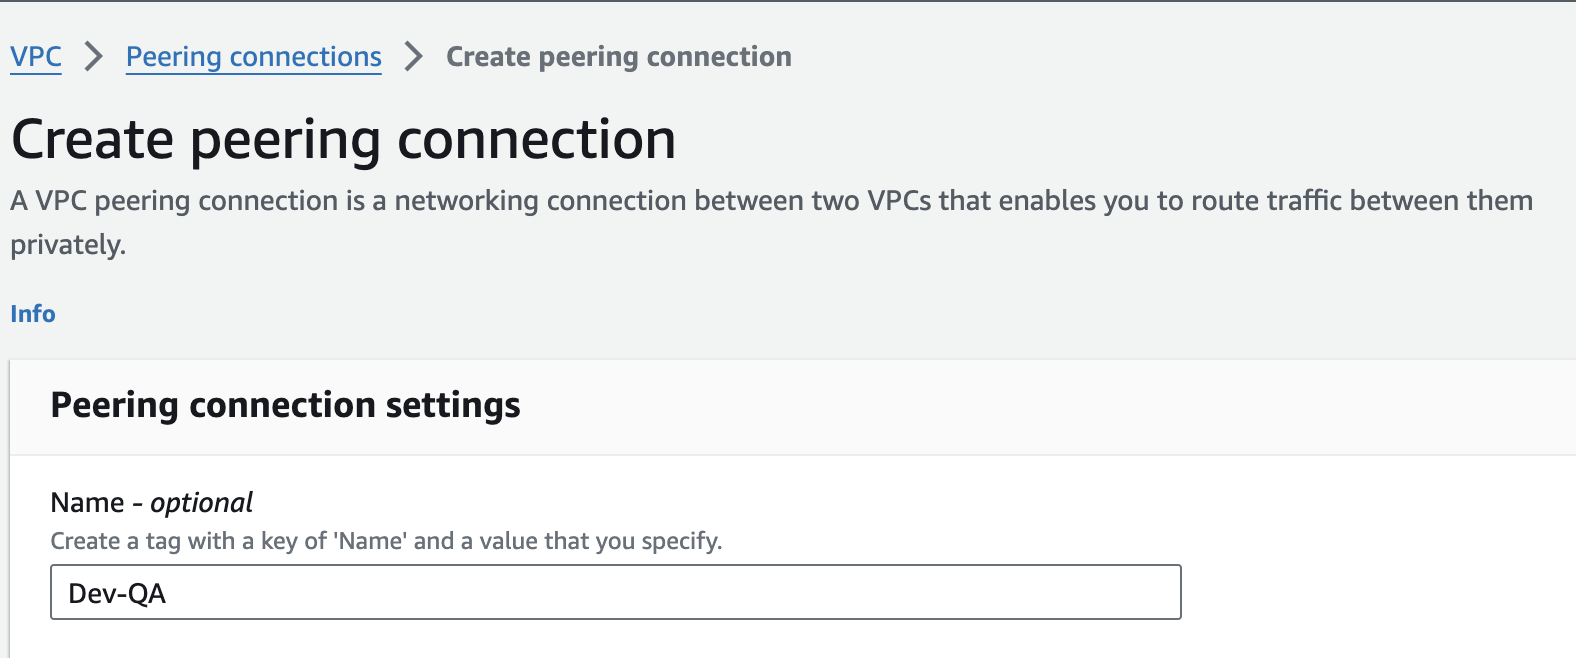 VPC > Peering connections > Create peering connection
Create peering connection
A VPC peering connection is a networking connection between two VPCs that enables you to route traffic between them
privately.
Info
Peering connection settings
Name - optional
Create a tag with a key of 'Name' and a value that you specify.
Dev-QA